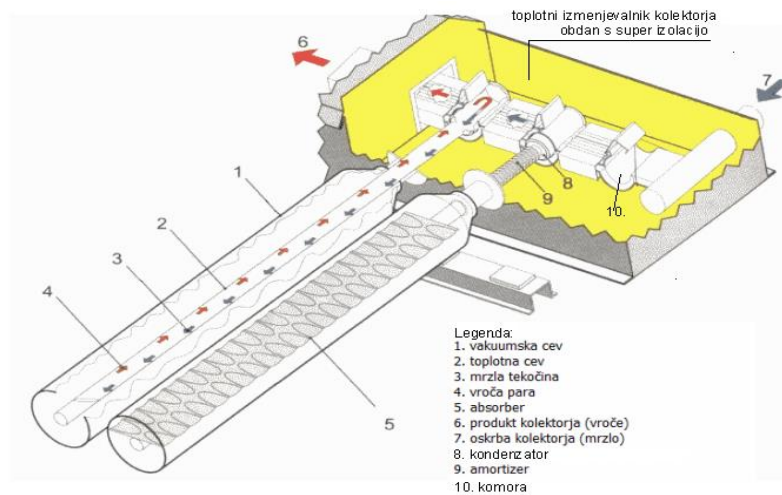 toplotni izmenjevalnik kolektorja
obdan s super izolacijo
6
7
1
8
9
10.
2
3
4
5
Legenda:
1. vakuumska cev
2. toplotna cev
3. mrzla tekočina
4. vroča para
5. absorber
6. produkt kolektorja (vroče)
7. oskrba kolektorja (mrzlo)
8. kondenzator
9. amortizer
10. komora